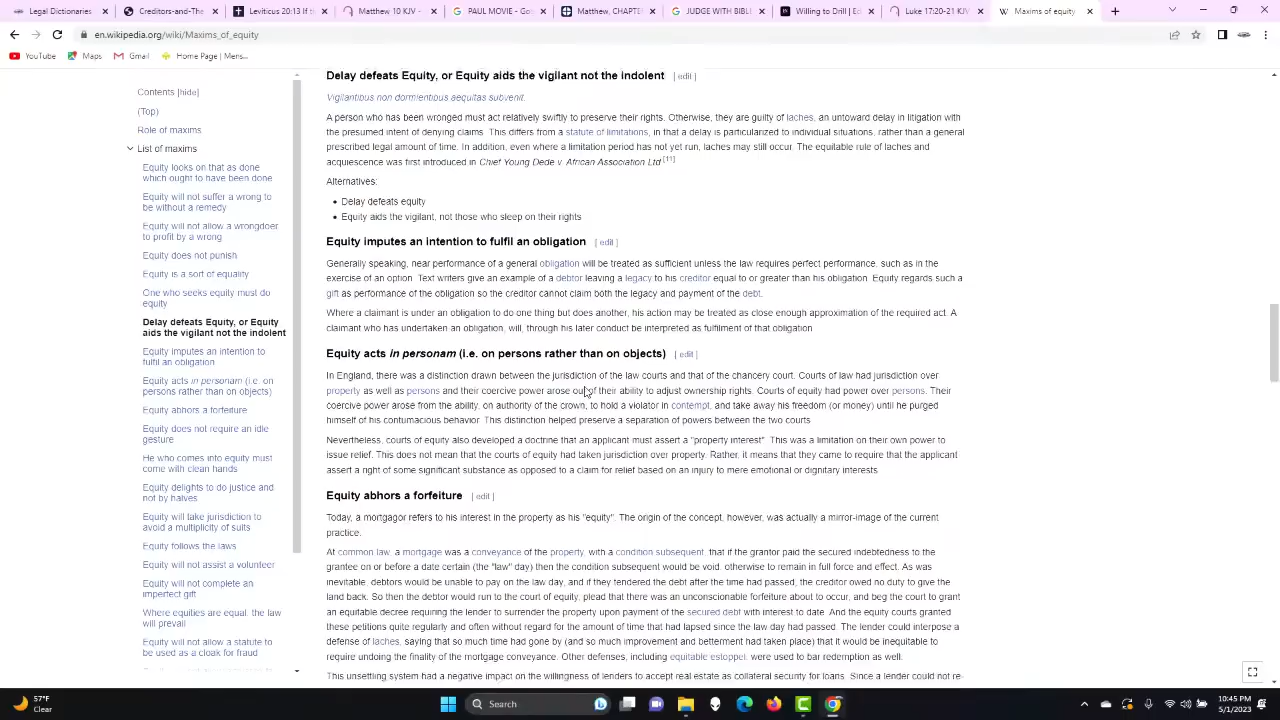 Legal Dictionaries
Creditors-and-The
Leviticus 20:13 If th
Matthew 10 KJV -
PAUL MOVIE - Goo
Matthew, CHAPTER
JUDGE WITH BIBLE
Willing to Drill | Ed
Luke 17:20-21 KJV
Maxims of equity
en.wikipedia.org/wiki/Maxims_of_equity
YouTube
Maps
Gmail
Home Page | Mens...
Contents [hide]
(Top)
Role of maxims
List of maxims
Equity looks on that as done
which ought to have been done
Equity will not suffer a wrong to
be without a remedy
Equity will not allow a wrongdoer
to profit by a wrong
Equity does not punish
Equity is a sort of equality
One who seeks equity must do
equity
Delay defeats Equity, or Equity
aids the vigilant not the indolent
Equity imputes an intention to
fulfil an obligation
Equity acts in personam (i.e. on
persons rather than on objects)
Equity abhors a forfeiture
Equity does not require an idle
gesture
He who comes into equity must
come with clean hands
Equity delights to do justice and
not by halves
Equity will take jurisdiction to
avoid a multiplicity of suits
Equity follows the laws
Equity will not assist a volunteer
Equity will not complete an
imperfect gift
Where equities are equal, the law
will prevail
Equity will not allow a statute to
be used as a cloak for fraud
Delay defeats Equity, or Equity aids the vigilant not the indolent [ edit ]
Vigilantibus non dormientibus aequitas subvenit.
A person who has been wronged must act relatively swiftly to preserve their rights. Otherwise, they are guilty of laches, an untoward delay in litigation with
the presumed intent of denying claims. This differs from a statute of limitations, in that a delay is particularized to individual situations, rather than a general
prescribed legal amount of time. In addition, even where a limitation period has not yet run, laches may still occur. The equitable rule of laches and
acquiescence was first introduced in Chief Young Dede v. African Association Ltd [11]
Alternatives:
• Delay defeats equity
• Equity aids the vigilant, not those who sleep on their rights
Equity imputes an intention to fulfil an obligation [ edit ]
Generally speaking, near performance of a general obligation will be treated as sufficient unless the law requires perfect performance, such as in the
exercise of an option. Text writers give an example of a debtor leaving a legacy to his creditor equal to or greater than his obligation. Equity regards such a
gift as performance of the obligation so the creditor cannot claim both the legacy and payment of the debt.
Where a claimant is under an obligation to do one thing but does another, his action may be treated as close enough approximation of the required act. A
claimant who has undertaken an obligation, will, through his later conduct be interpreted as fulfilment of that obligation
Equity acts in personam (i.e. on persons rather than on objects) [ edit ]
In England, there was a distinction drawn between the jurisdiction of the law courts and that of the chancery court. Courts of law had jurisdiction over
property as well as persons and their coercive power arose out of their ability to adjust ownership rights. Courts of equity had power over persons. Their
coercive power arose from the ability, on authority of the crown, to hold a violator in contempt, and take away his freedom (or money) until he purged
himself of his contumacious behavior. This distinction helped preserve a separation of powers between the two courts.
Nevertheless, courts of equity also developed a doctrine that an applicant must assert a "property interest". This was a limitation on their own power to
issue relief. This does not mean that the courts of equity had taken jurisdiction over property. Rather, it means that they came to require that the applicant
assert a right of some significant substance as opposed to a claim for relief based on an injury to mere emotional or dignitary interests.
Equity abhors a forfeiture [ edit ]
Today, a mortgagor refers to his interest in the property as his "equity". The origin of the concept, however, was actually a mirror-image of the current
practice.
At common law, a mortgage was a conveyance of the property, with a condition subsequent, that if the grantor paid the secured indebtedness to the
grantee on or before a date certain (the "law" day) then the condition subsequent would be void, otherwise to remain in full force and effect. As was
inevitable, debtors would be unable to pay on the law day, and if they tendered the debt after the time had passed, the creditor owed no duty to give the
land back. So then the debtor would run to the court of equity, plead that there was an unconscionable forfeiture about to occur, and beg the court to grant
an equitable decree requiring the lender to surrender the property upon payment of the secured debt with interest to date. And the equity courts granted
these petitions quite regularly and often without regard for the amount of time that had lapsed since the law day had passed. The lender could interpose a
defense of laches, saying that so much time had gone by (and so much improvement and betterment had taken place) that it would be inequitable to
require undoing the finality of the mortgage conveyance. Other defenses, including equitable estoppel, were used to bar redemption as well.
This unsettling system had a negative impact on the willingness of lenders to accept real estate as collateral security for loans. Since a lender could not re-
57°F
Clear
Search
10:45 PM
5/1/2023